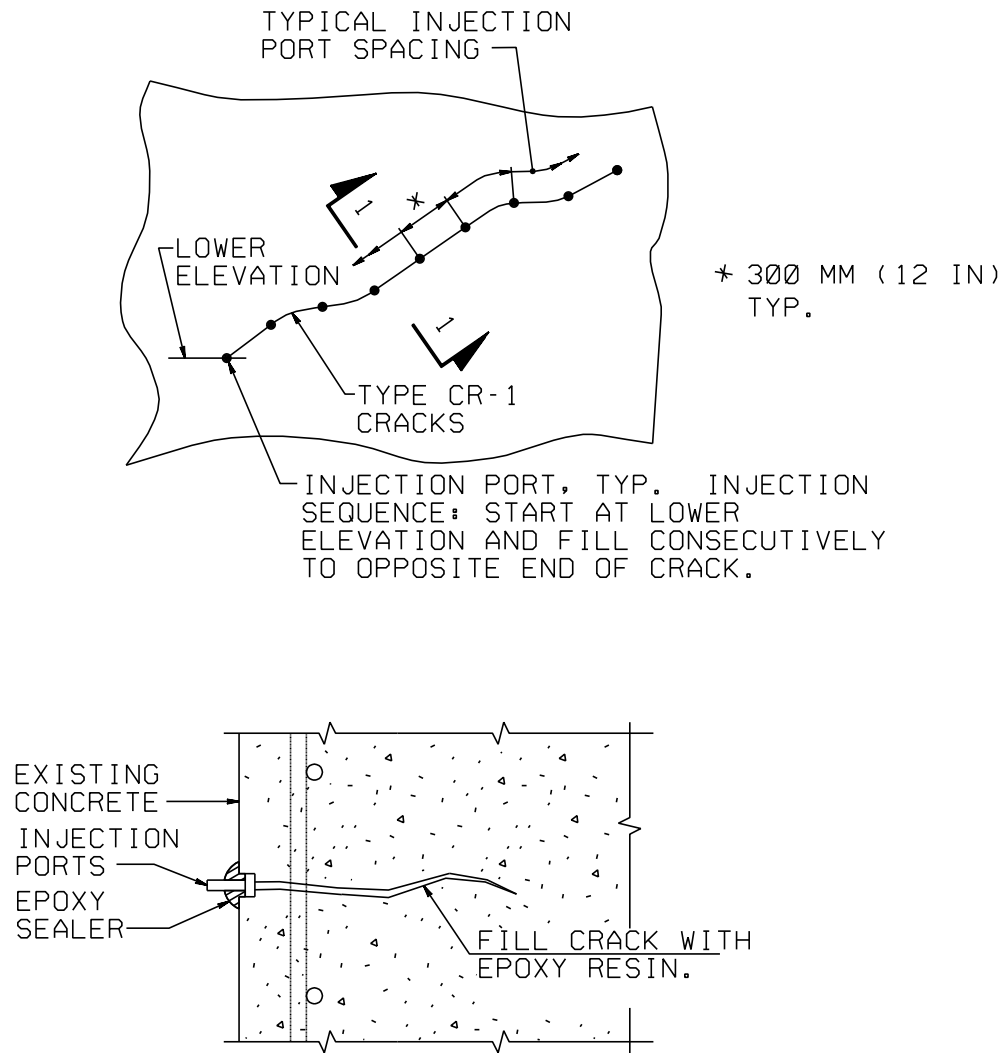 TYPICAL INJECTION
PORT SPACING
1
*
LOWER
ELEVATION
* 300 MM (12 IN)
TYP.
1
TYPE CR-1
CRACKS
INJECTION PORT, TYP. INJECTION
SEQUENCE: START AT LOWER
ELEVATION AND FILL CONSECUTIVELY
TO OPPOSITE END OF CRACK.
EXISTING
CONCRETE
INJECTION
PORTS
EPOXY
SEALER
FILL CRACK WITH
EPOXY RESIN.